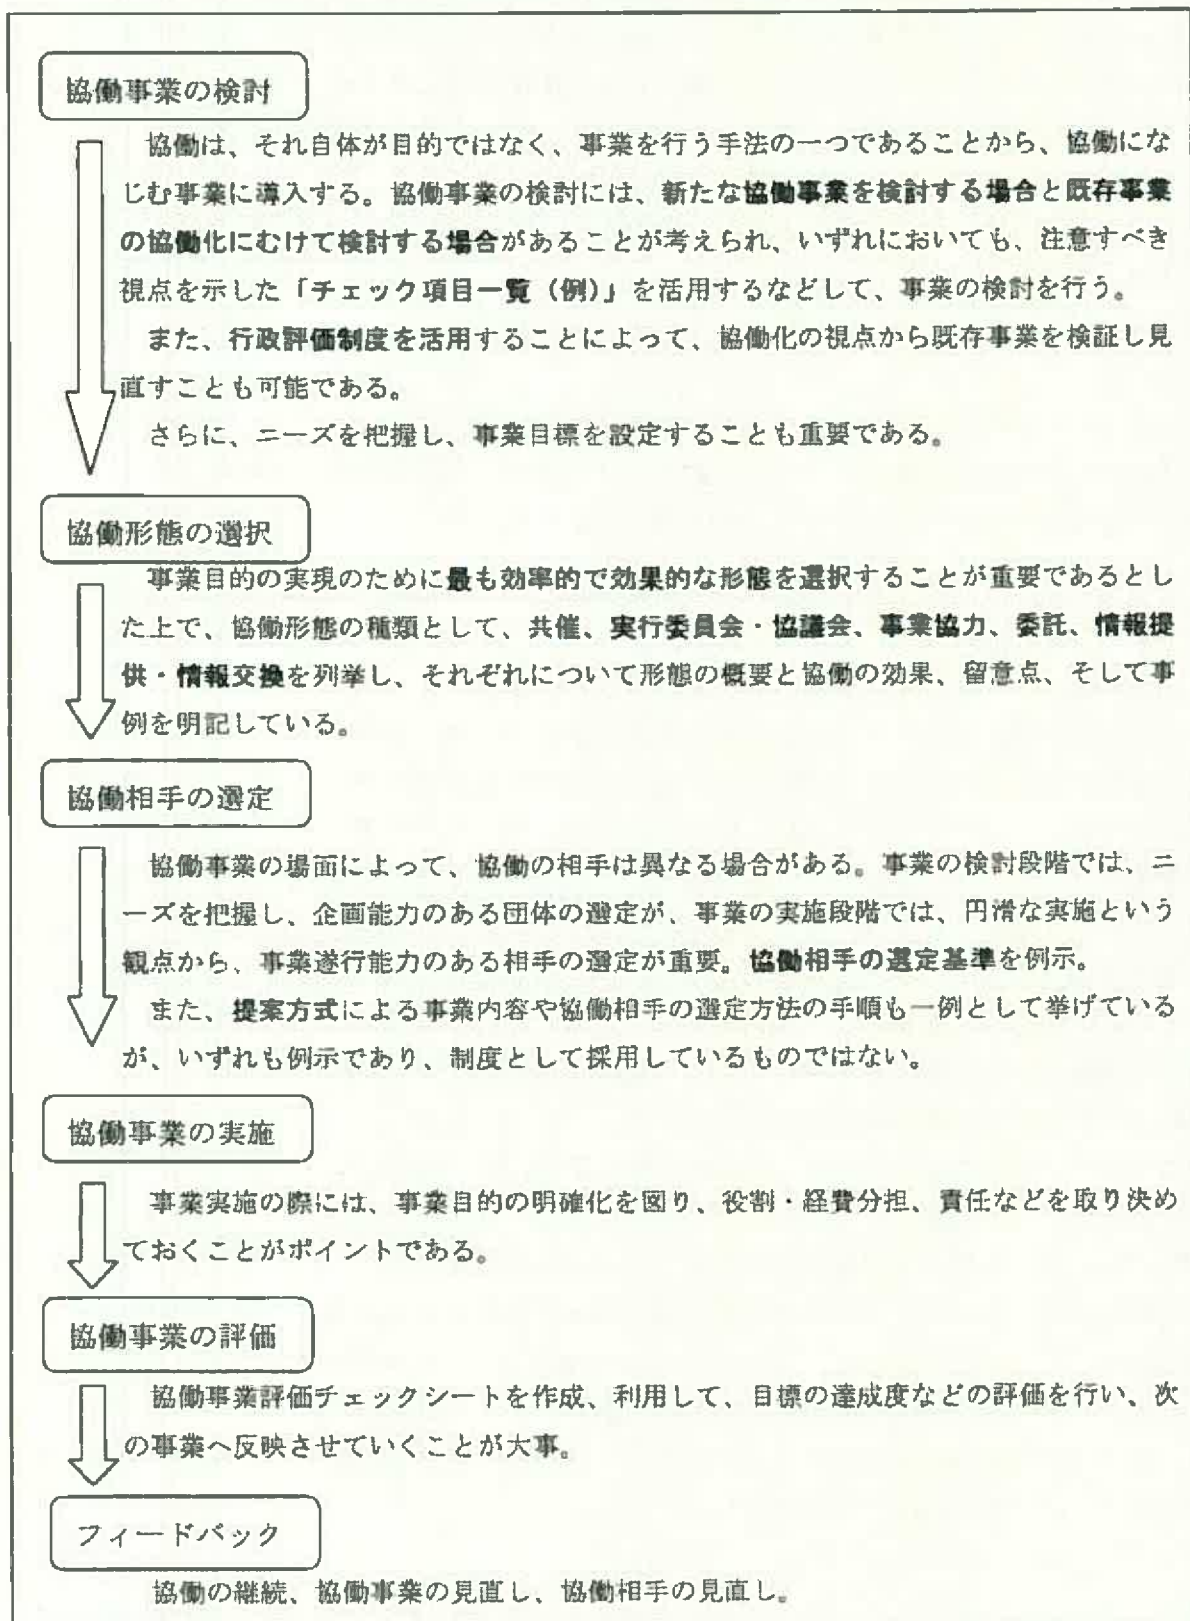 協働事業の検討
協働は、それ自体が目的ではなく、事業を行う手法の一つであることから、協働にな
じむ事業に導入する。協働事業の検討には、新たな協働事業を検討する場合と既存事業
の協働化にむけて検討する場合があることが考えられ、いずれにおいても、注意すべき
視点を示した「チェック項目一覧（例）」を活用するなどして、事業の検討を行う。
また、行政評価制度を活用することによって、協働化の視点から既存事業を検証し見
直すことも可能である。
さらに、ニーズを把握し、事業目標を設定することも重要である。
協働形態の選択
事業目的の実現のために最も効率的で効果的な形態を選択することが重要であるとし
た上で、協働形態の種類として、共催、実行委員会・協議会、事業協力、委託、情報提
供・情報交換を列挙し、それぞれについて形態の概要と協働の効果、留意点、そして事
例を明記している。
協働相手の選定
協働事業の場面によって、協働の相手は異なる場合がある。事業の検討段階では、ニ
ーズを把握し、企画能力のある団体の選定が、事業の実施段階では、円滑な実施という
観点から、事業遂行能力のある相手の選定が重要。協働相手の選定基準を例示。
また、提案方式による事業内容や協働相手の選定方法の手順も一例として挙げている
が、いずれも例示であり、制度として採用しているものではない。
協働事業の実施
事業実施の際には、事業目的の明確化を図り、役割・経費分担、責任などを取り決め
ておくことがポイントである。
協働事業の評価
協働事業評価チェックシートを作成、利用して、目標の達成度などの評価を行い、次
の事業へ反映させていくことが大事。
フィードバック
協働の継続、協働事業の見直し、協働相手の見直し。